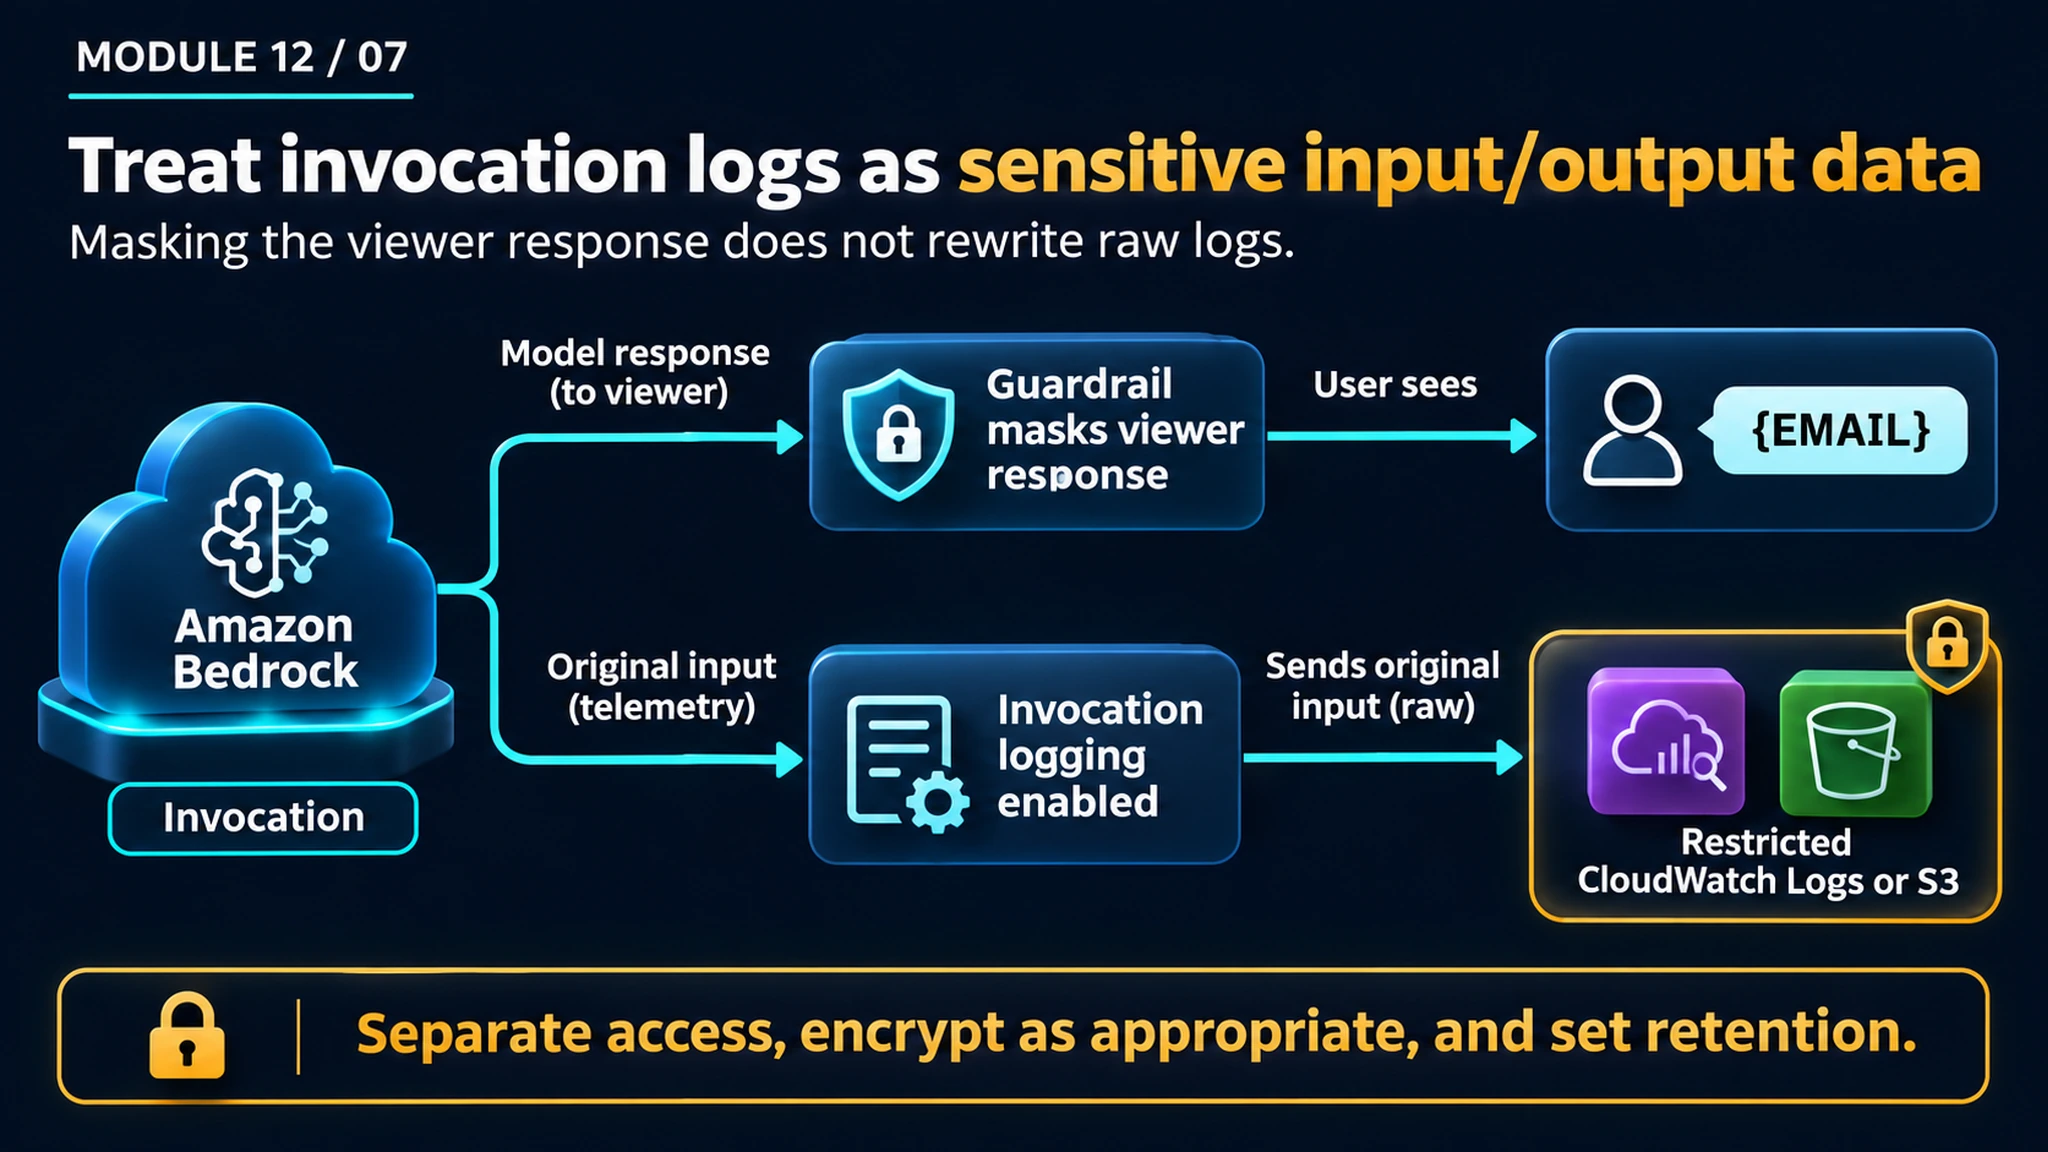 MODULE 12 / 07
Treat invocation logs as sensitive input/output data
Masking the viewer response does not rewrite raw logs.
Model response
(to viewer)
Guardrail
masks viewer
response
User sees
{EMAIL}
Amazon
Bedrock
Invocation
Original input
(telemetry)
Invocation
logging
enabled
Sends original
input (raw)
Restricted
CloudWatch Logs or S3
Separate access, encrypt as appropriate, and set retention.